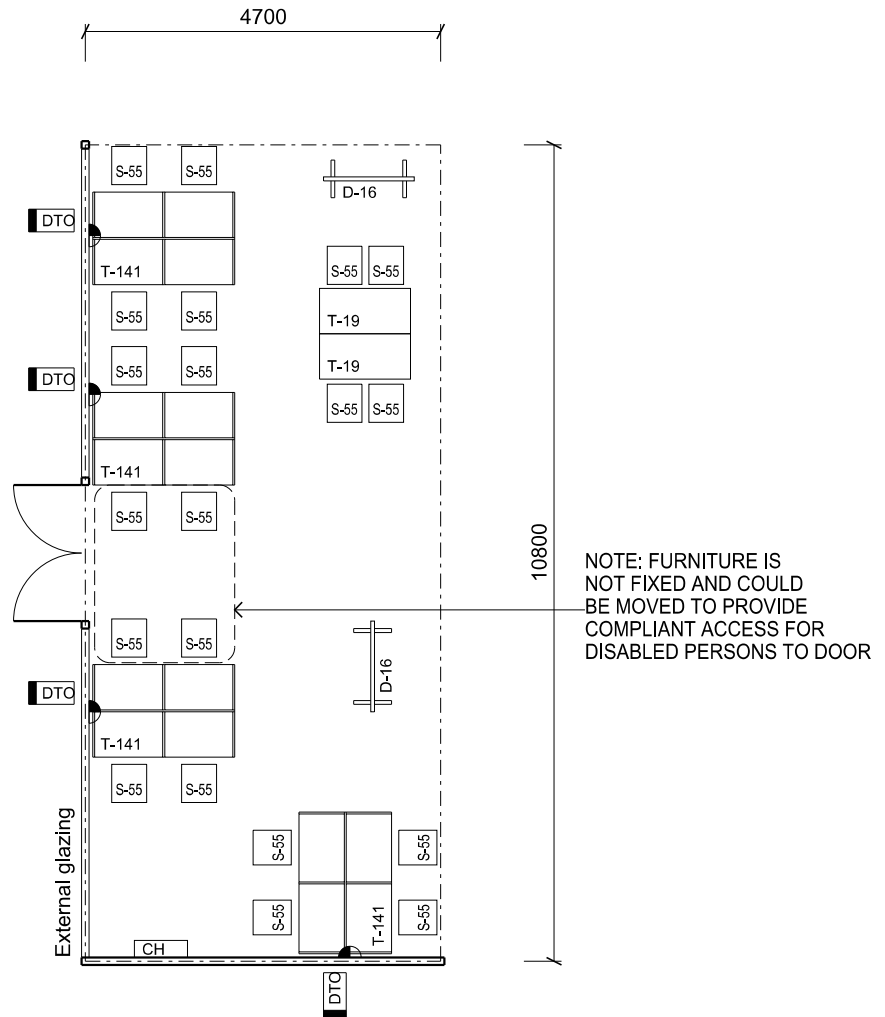 4700
S-55 S-55
D-16
DTO
T-141
S-55 S-55
T-19
S-55 S-55
T-19
S-55 S-55
DTO
S-55 S-55
T-141
S-55 S-55
10800
NOTE: FURNITURE IS
NOT FIXED AND COULD
BE MOVED TO PROVIDE
COMPLIANT ACCESS FOR
DISABLED PERSONS TO DOOR
S-55 S-55
D-16
DTO
T-141
S-55 S-55
External glazing
S-55
S-55
S-55
S-55
T-141
CH
DTO